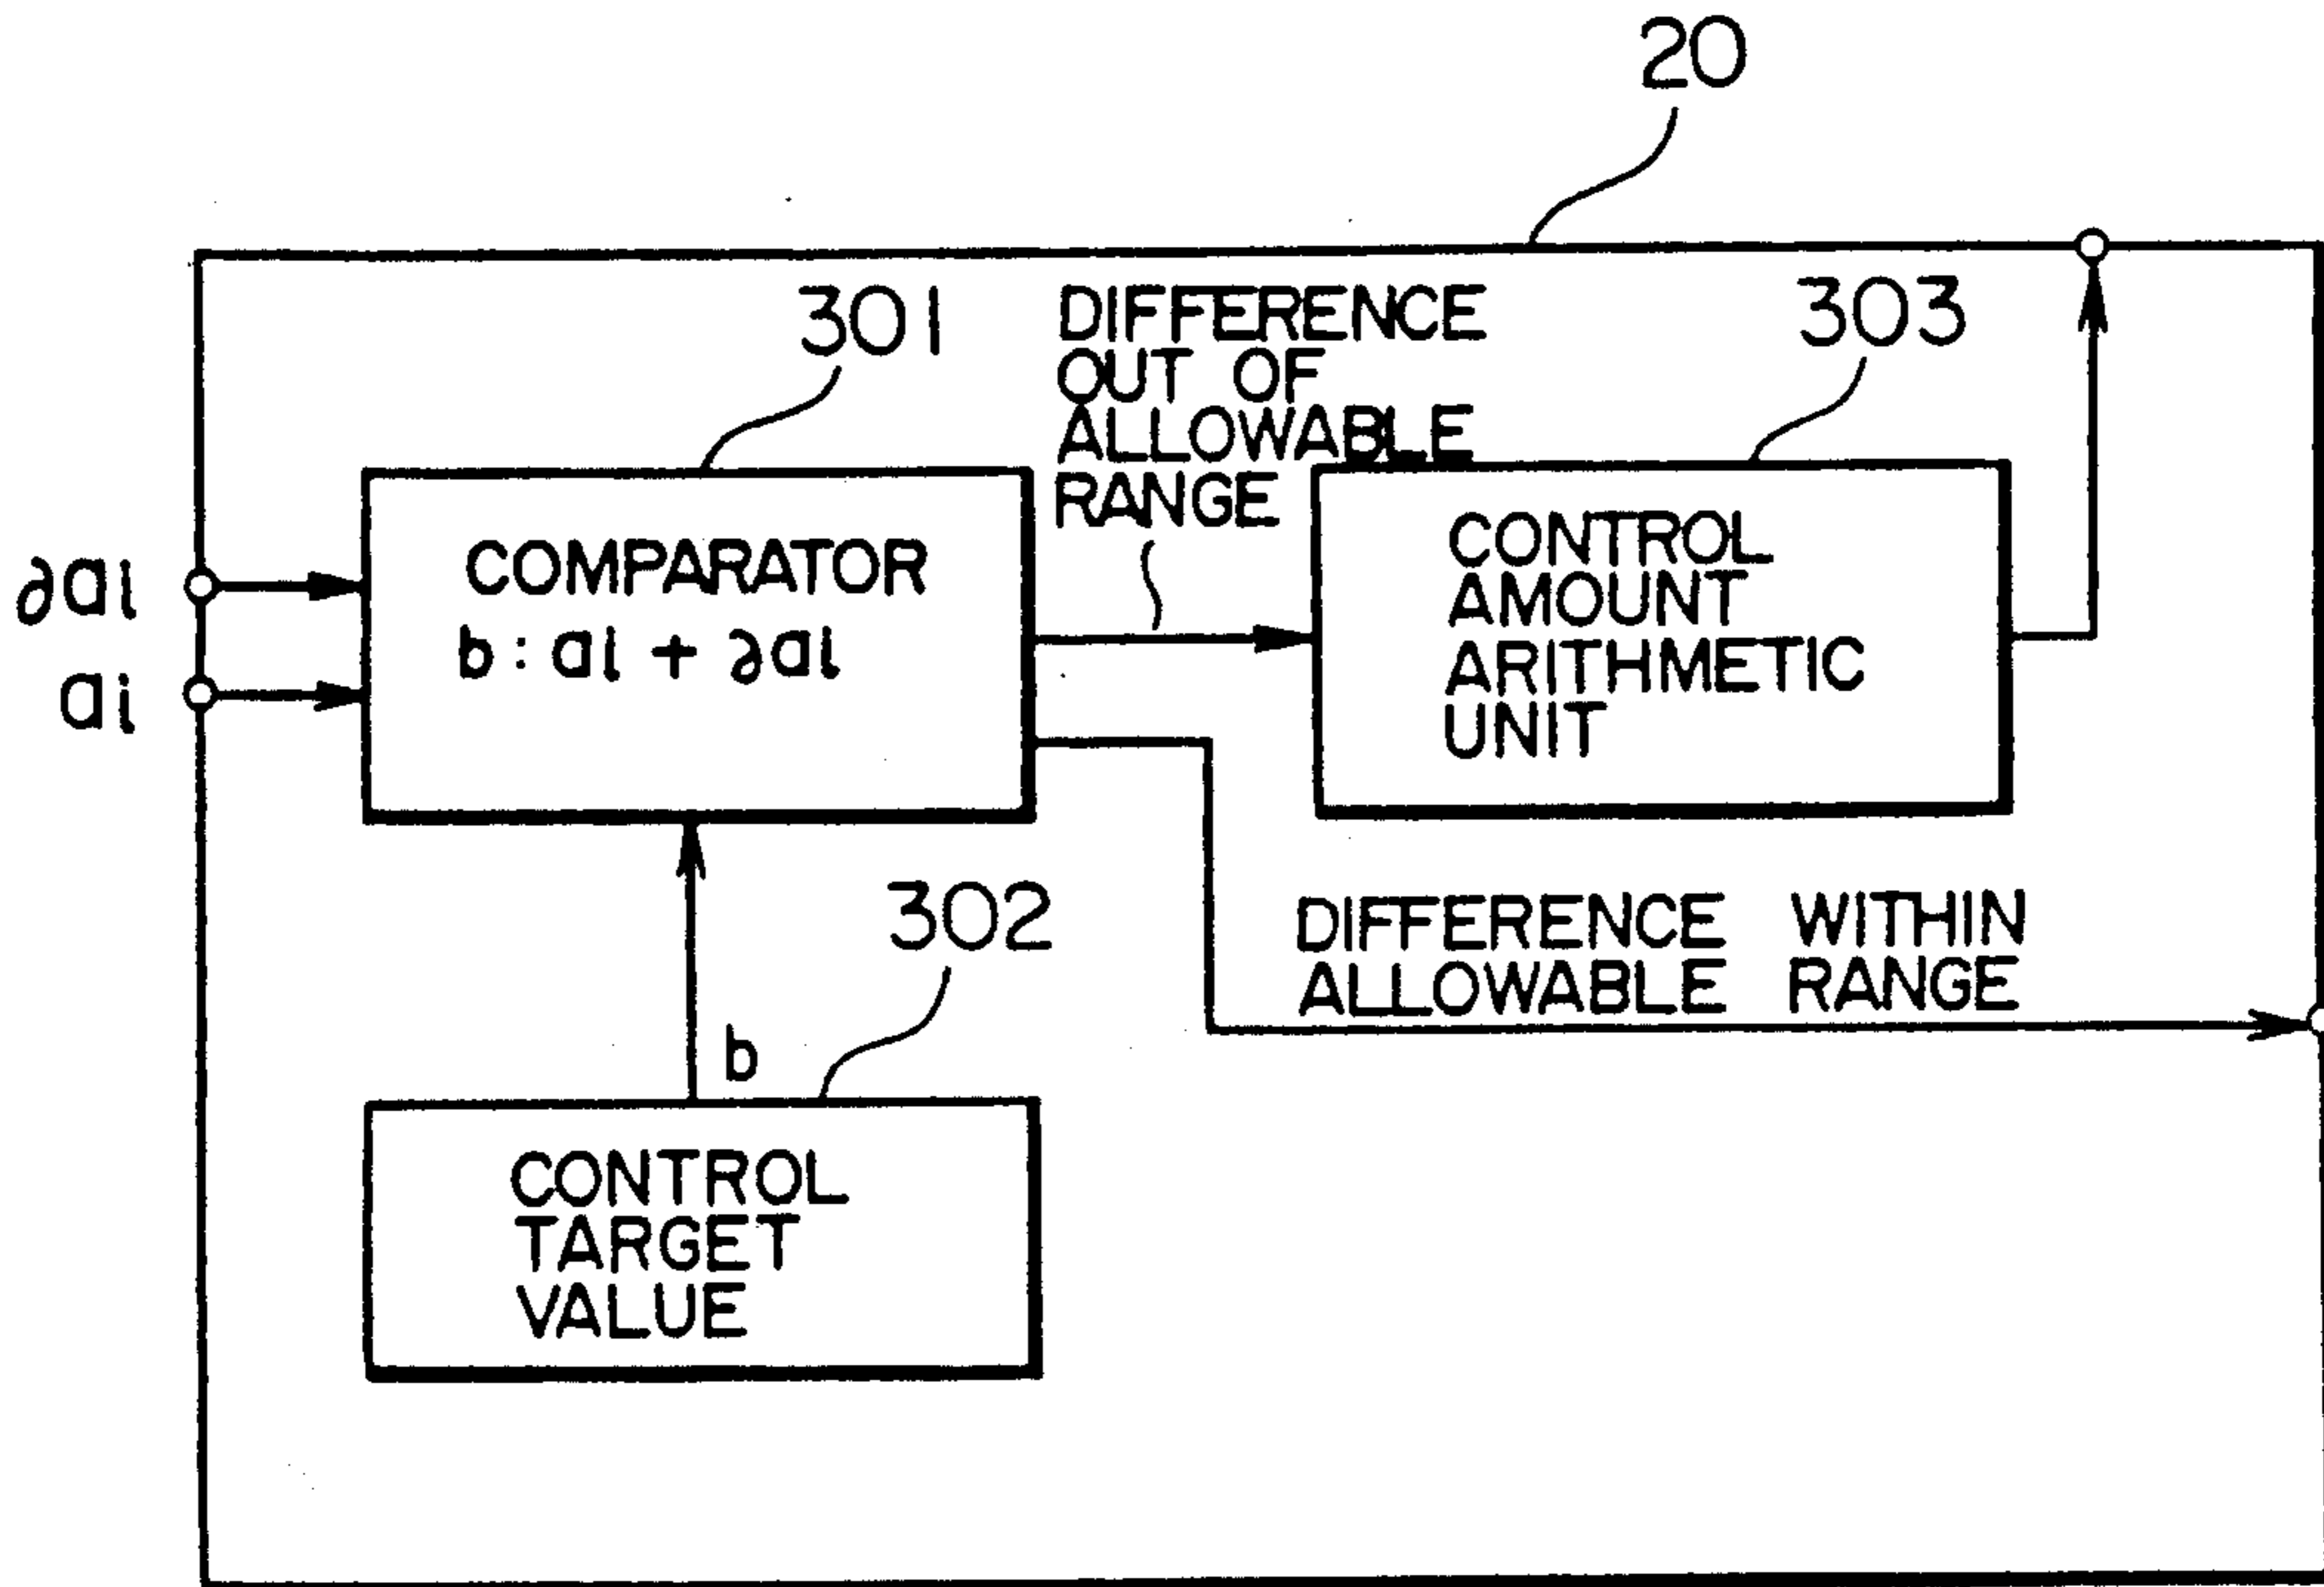 20
301
DIFFERENCE
OUT OF
ALLOWABLE
RANGE
303
∂ai
ai
COMPARATOR
b : ai + ∂ai
CONTROL
AMOUNT
ARITHMETIC
UNIT
302
DIFFERENCE WITHIN
ALLOWABLE RANGE
b
CONTROL
TARGET
VALUE